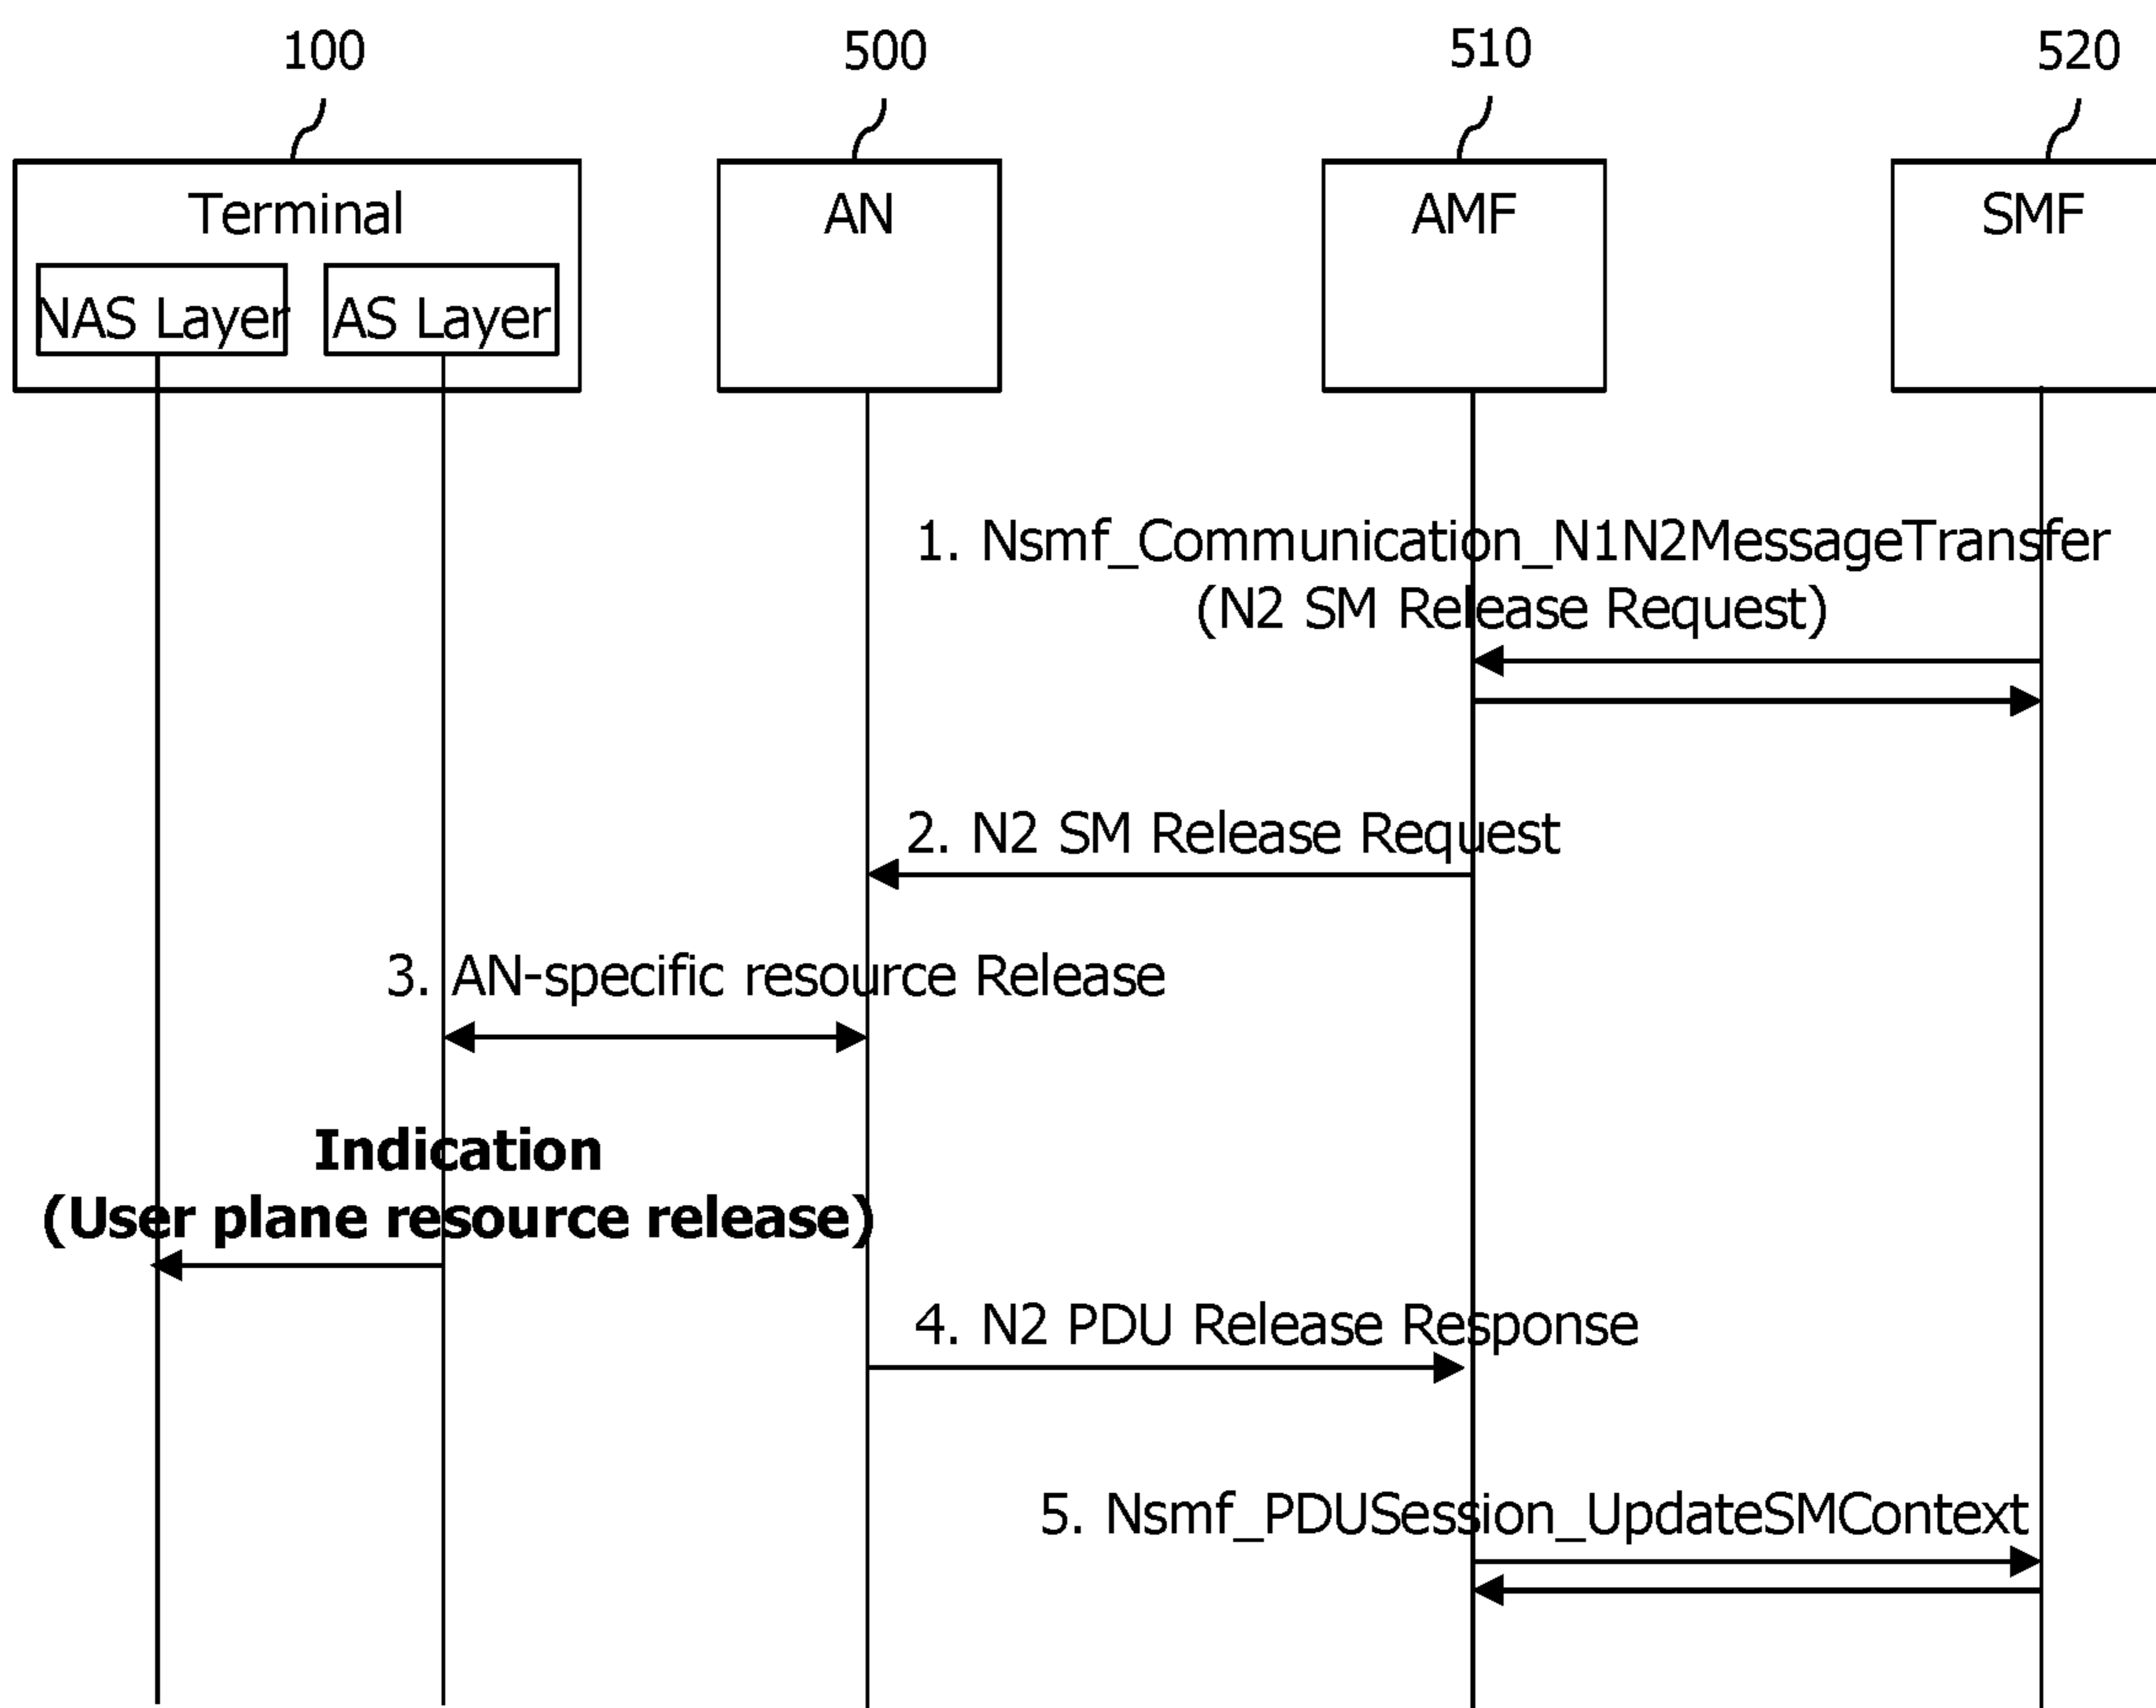 100
500
510
520
Terminal
AN
AMF
SMF
NAS Layer
AS Layer
1. Nsmf_Communication_N1N2MessageTransfer
(N2 SM Release Request)
2. N2 SM Release Request
3. AN-specific resource Release
Indication
(User plane resource release)
4. N2 PDU Release Response
5. Nsmf_PDUSession_UpdateSMContext